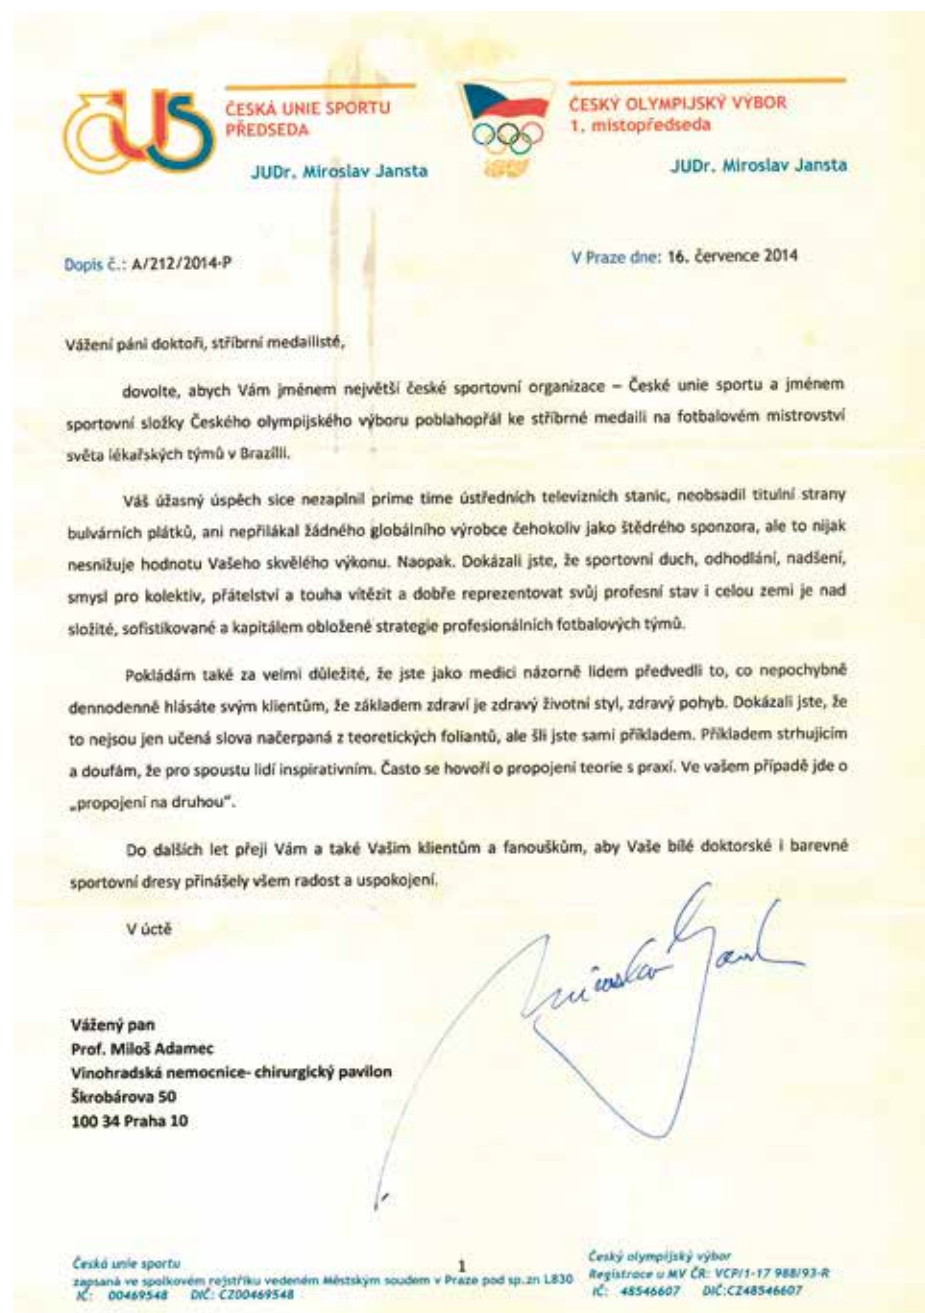 ČUS
ČESKÁ UNIE SPORTU
PŘEDSEDA
JUDr. Miroslav Jansta
ČESKÝ OLYMPIJSKÝ VÝBOR
1. místopředseda
JUDr. Miroslav Jansta
Dopis č.: A/212/2014-P
V Praze dne: 16. července 2014
Vážení páni doktoři, stříbrní medailisté,
dovolte, abych Vám jménem největší české sportovní organizace – České unie sportu a jménem
sportovní složky Českého olympijského výboru poblahopřál ke stříbrné medaili na fotbalovém mistrovství
světa lékařských týmů v Brazílii.
Váš úžasný úspěch sice nezaplnil prime time ústředních televizních stanic, neobsadil titulní strany
bulvárních plátků, ani nepřilákal žádného globálního výrobce čehokoliv jako štědrého sponzora, ale to nijak
nesnižuje hodnotu Vašeho skvělého výkonu. Naopak. Dokázali jste, že sportovní duch, odhodlání, nadšení,
smysl pro kolektiv, přátelství a touha vítězit a dobře reprezentovat svůj profesní stav i celou zemi je nad
složité, sofistikované a kapitálem obložené strategie profesionálních fotbalových týmů.
Pokládám také za velmi důležité, že jste jako medici názorně lidem předvedli to, co nepochybně
dennodenně hlásáte svým klientům, že základem zdraví je zdravý životní styl, zdravý pohyb. Dokázali jste, že
to nejsou jen učená slova načerpaná z teoretických foliantů, ale šli jste sami příkladem. Příkladem strhujícím
a doufám, že pro spoustu lidí inspirativním. Často se hovoří o propojení teorie s praxí. Ve vašem případě jde o
„propojení na druhou“.
Do dalších let přeji Vám a také Vašim klientům a fanouškům, aby Vaše bílé doktorské i barevné
sportovní dresy přinášely všem radost a uspokojení.
V úctě
Miroslav Jansta
Vážený pan
Prof. Miloš Adamec
Vinohradská nemocnice- chirurgický pavilon
Škrobárova 50
100 34 Praha 10
1
Česká unie sportu
zapsaná ve spolkovém rejstříku vedeném Městským soudem v Praze pod sp.zn L830
IČ: 00469548 DIČ: CZ00469548
Český olympijský výbor
Registrace u MV ČR: VCP/1-17 988/93-R
IČ: 48546607 DIČ:CZ48546607